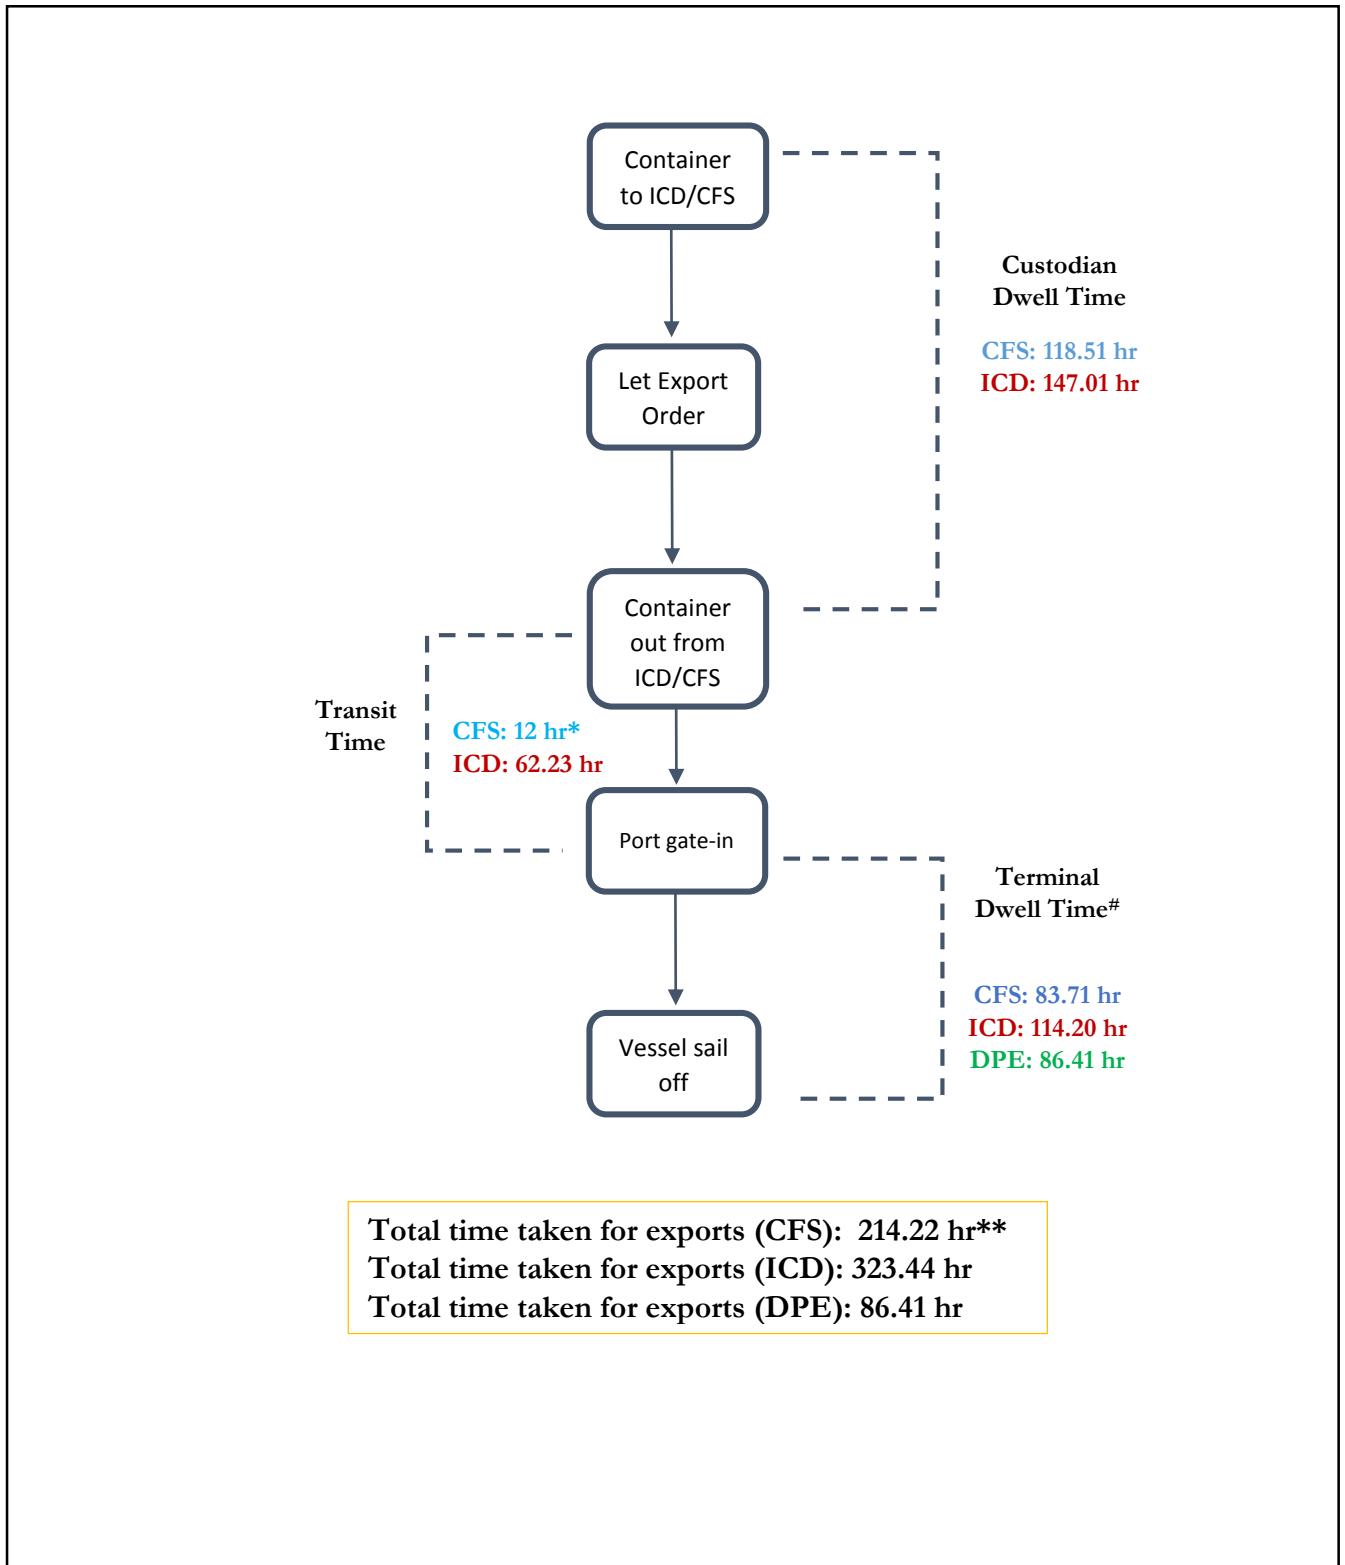 Container
to ICD/CFS
Custodian
Dwell Time
CFS: 118.51 hr
ICD: 147.01 hr
Let Export
Order
Container
out from
ICD/CFS
Transit
Time
CFS: 12 hr*
ICD: 62.23 hr
Port gate-in
Terminal
Dwell Time#
CFS: 83.71 hr
ICD: 114.20 hr
DPE: 86.41 hr
Vessel sail
off
Total time taken for exports (CFS): 214.22 hr**
Total time taken for exports (ICD): 323.44 hr
Total time taken for exports (DPE): 86.41 hr